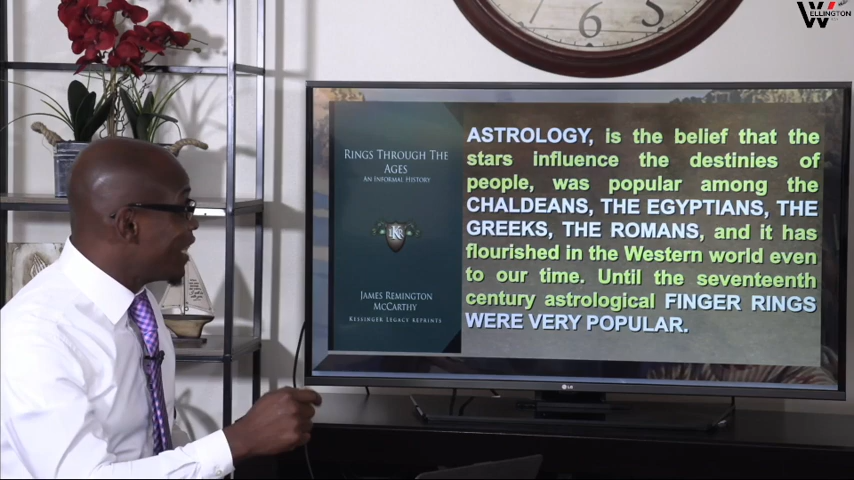 WELLINGTON
6 5
RINGS THROUGH THE
AGES
AN INFORMAL HISTORY
JAMES REMINGTON
MCCARTHY
KESSINGER LEGACY REPRINTS
ASTROLOGY, is the belief that the
stars influence the destinies of
people, was popular among the
CHALDEANS, THE EGYPTIANS, THE
GREEKS, THE ROMANS, and it has
flourished in the Western world even
to our time. Until the seventeenth
century astrological FINGER RINGS
WERE VERY POPULAR.
LG